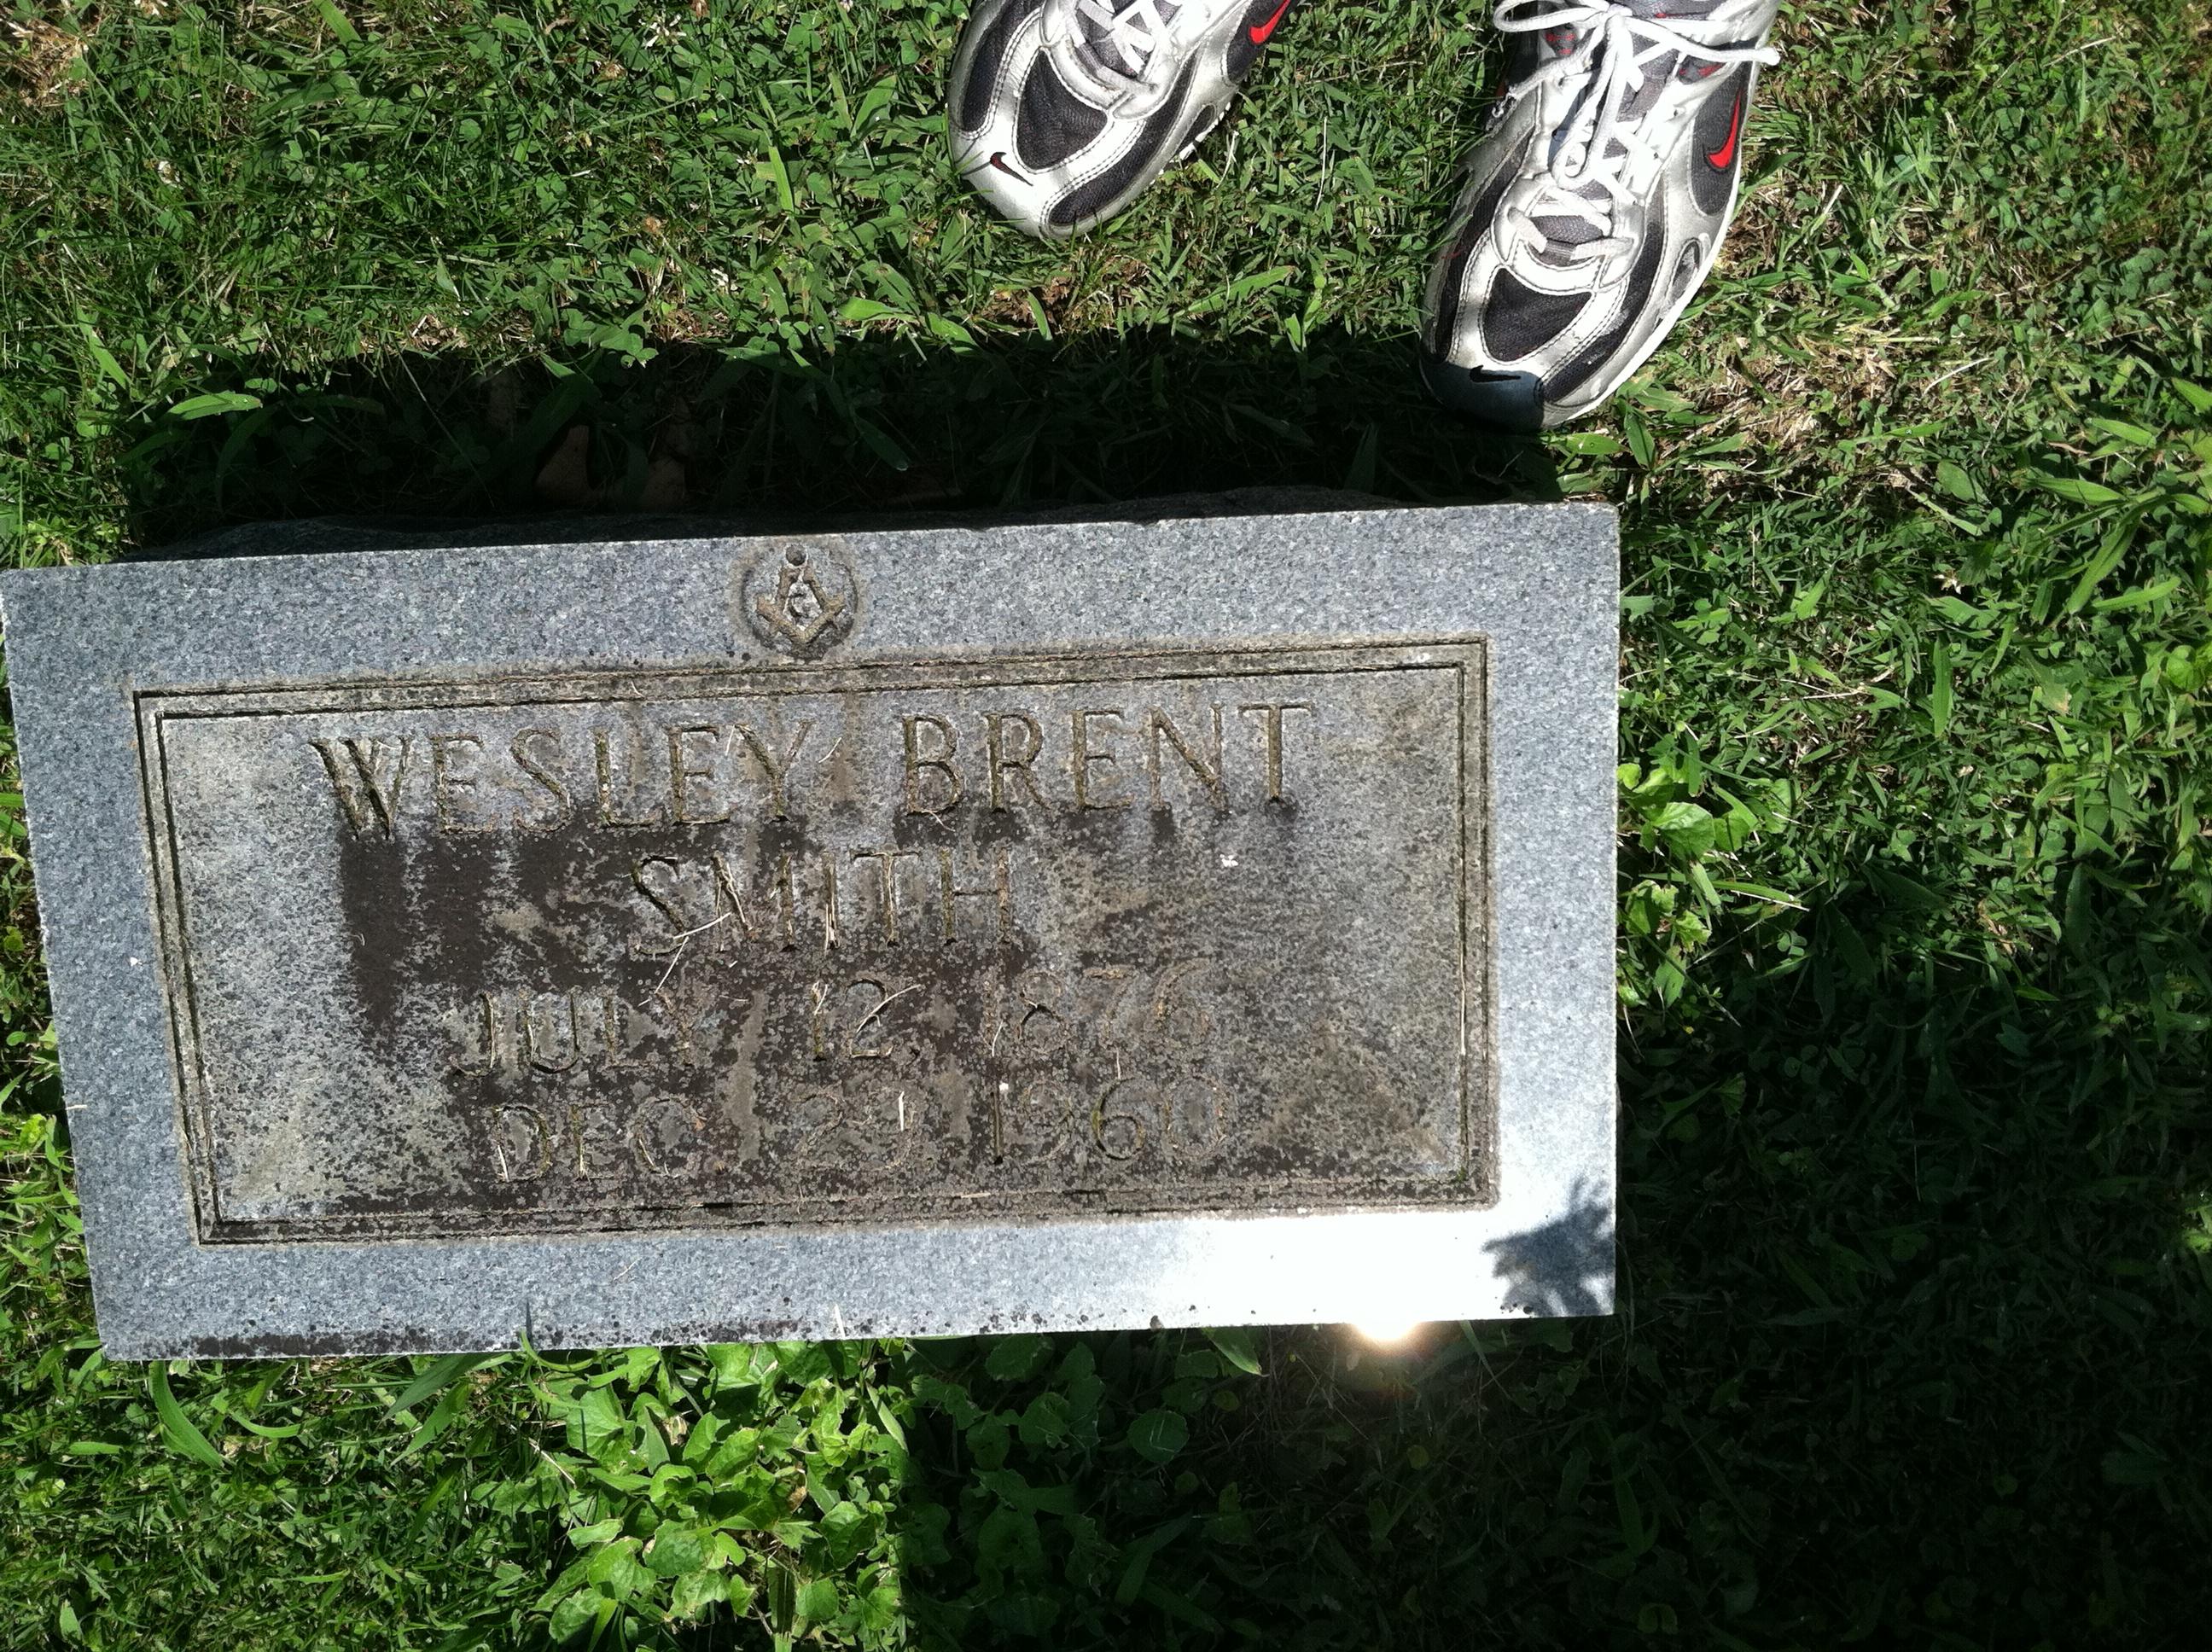 G
WESLEY BRENT
SMITH
JULY 12, 1876
DEC 29 1960